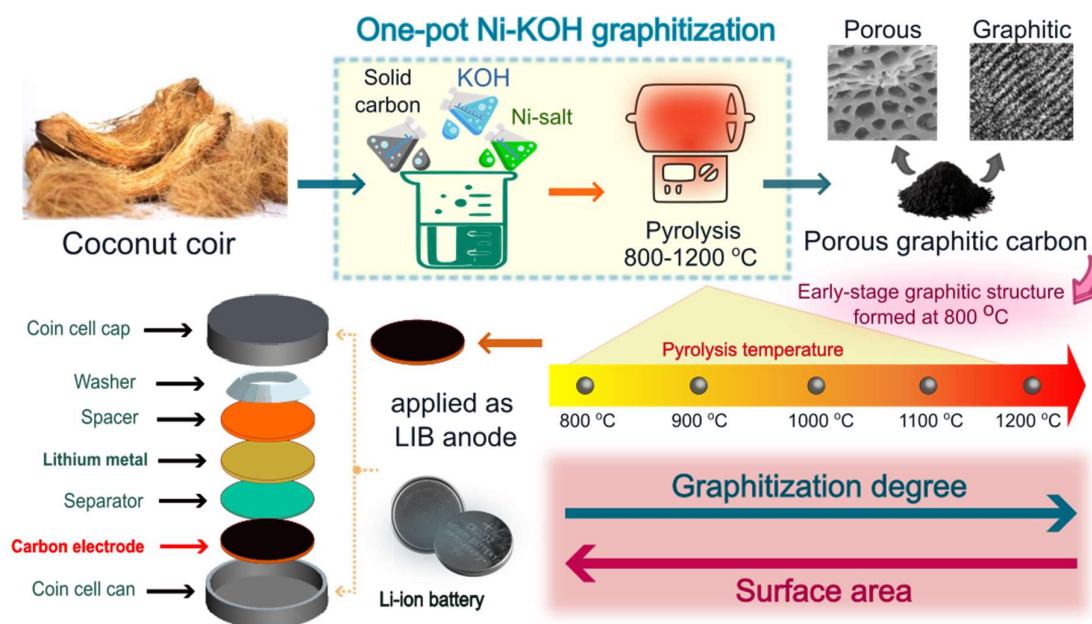 One-pot Ni-KOH graphitization
Solid
carbon
KOH
Ni-salt
Pyrolysis
800-1200 °C
Coconut coir
Porous
Graphitic
Porous graphitic carbon
Early-stage graphitic structure
formed at 800 °C
Pyrolysis temperature
800 °C
900 °C
1000 °C
1100 °C
1200 °C
Graphitization degree
Surface area
applied as
LIB anode
Li-ion battery
Coin cell cap
Washer
Spacer
Lithium metal
Separator
Carbon electrode
Coin cell can